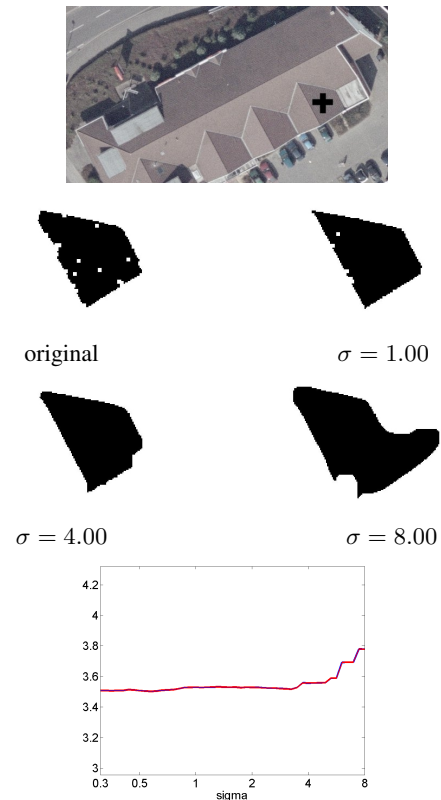 original
σ = 1.00
σ = 4.00
σ = 8.00
4.2
4
3.8
3.6
3.4
3.2
3
0.3 0.5 1 2 4 8
sigma